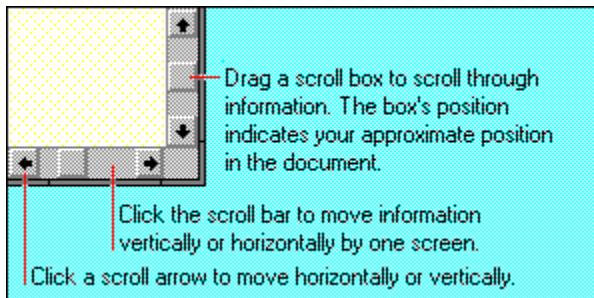 Drag a scroll box to scroll through
information. The box's position
indicates your approximate position
in the document.
Click the scroll bar to move information
vertically or horizontally by one screen.
Click a scroll arrow to move horizontally or vertically.